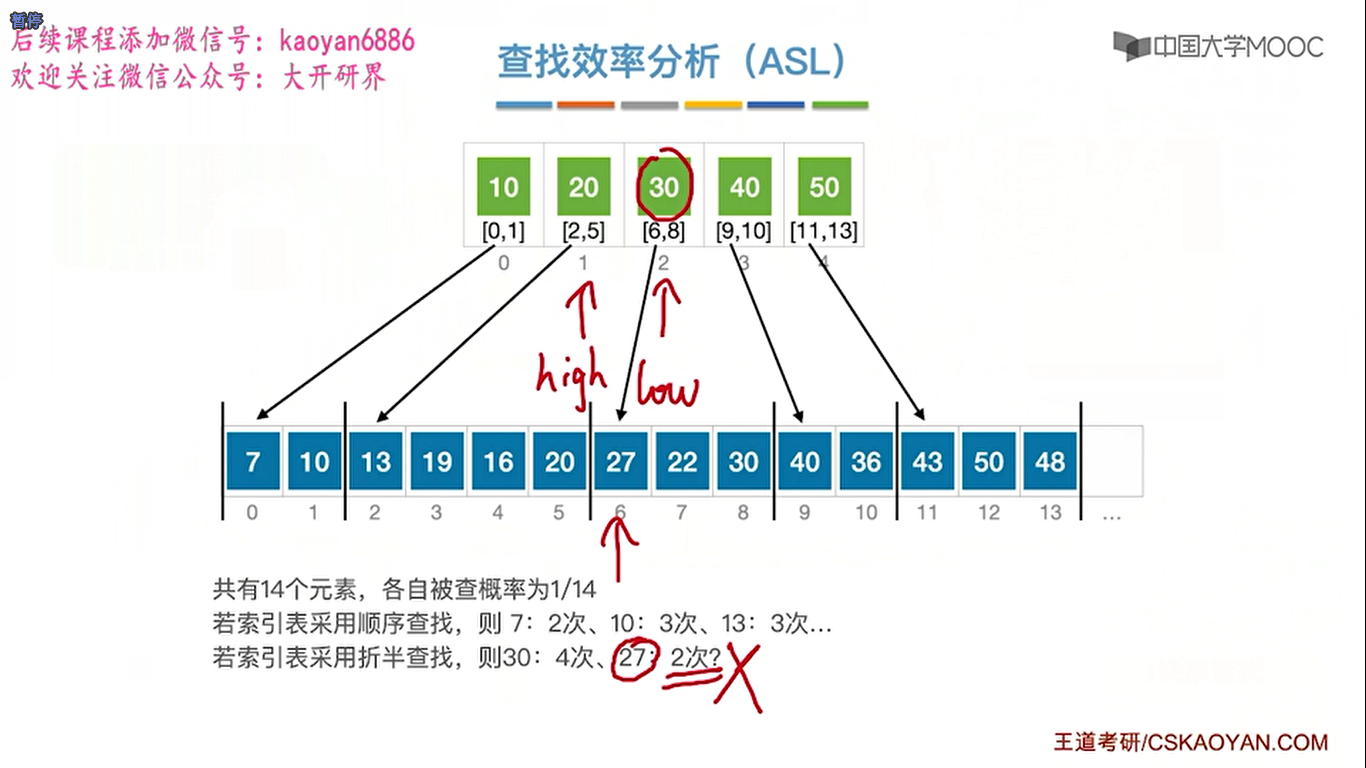 暂停
后续课程添加微信号：kaoyan6886
欢迎关注微信公众号：大开研界
中国大学MOOC
查找效率分析（ASL）
10 20 30 40 50
[0,1] [2,5] [6,8] [9,10] [11,13]
0 1 2 3 4
high low
7 10 13 19 16 20 27 22 30 40 36 43 50 48
0 1 2 3 4 5 6 7 8 9 10 11 12 13 ...
共有14个元素，各自被查概率为1/14
若索引表采用顺序查找，则 7：2次、10：3次、13：3次...
若索引表采用折半查找，则30：4次、27：2次?
王道考研/CSKAOYAN.COM